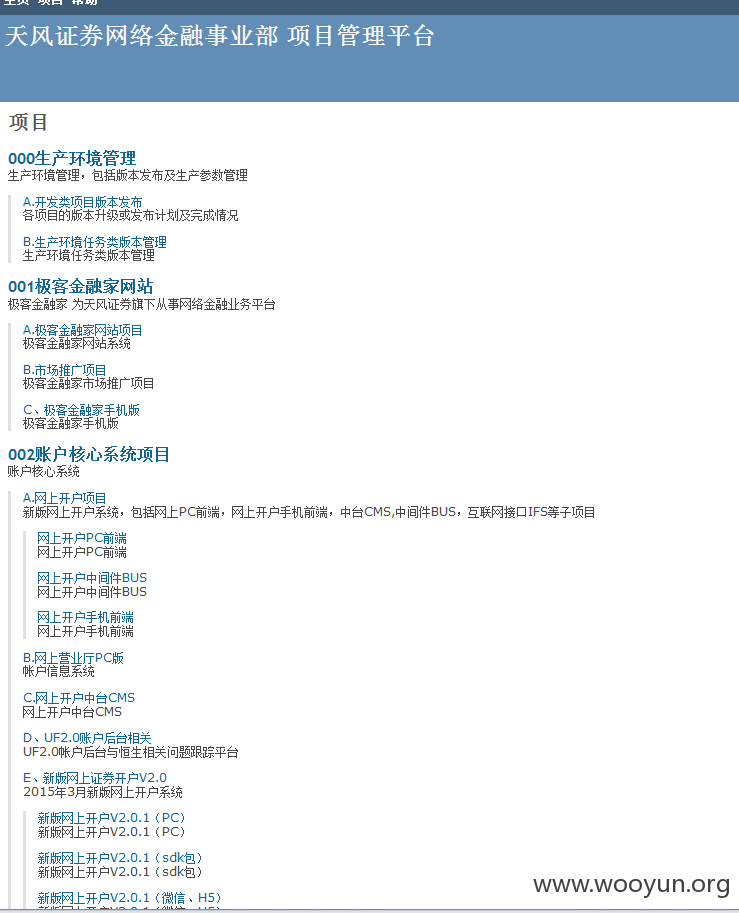 主页 项目 帮助
天风证券网络金融事业部 项目管理平台
项目
000生产环境管理
生产环境管理，包括版本发布及生产参数管理
A.开发类项目版本发布
各项目的版本升级或发布计划及完成情况
B.生产环境任务类版本管理
生产环境任务类版本管理
001极客金融家网站
极客金融家 为天风证券旗下从事网络金融业务平台
A.极客金融家网站项目
极客金融家网站系统
B.市场推广项目
极客金融家市场推广项目
C、极客金融家手机版
极客金融家手机版
002账户核心系统项目
账户核心系统
A.网上开户项目
新版网上开户系统，包括网上PC前端，网上开户手机前端，中台CMS,中间件BUS，互联网接口IFS等子项目
网上开户PC前端
网上开户PC前端
网上开户中间件BUS
网上开户中间件BUS
网上开户手机前端
网上开户手机前端
B.网上营业厅PC版
帐户信息系统
C.网上开户中台CMS
网上开户中台CMS
D、UF2.0账户后台相关
UF2.0帐户后台与恒生相关问题跟踪平台
E、新版网上证券开户V2.0
2015年3月新版网上开户系统
新版网上开户V2.0.1（PC）
新版网上开户V2.0.1（PC）
新版网上开户V2.0.1（sdk包）
新版网上开户V2.0.1（sdk包）
新版网上开户V2.0.1（微信、H5）
新版网上开户V2.0.1（微信、H5）
www.wooyun.org